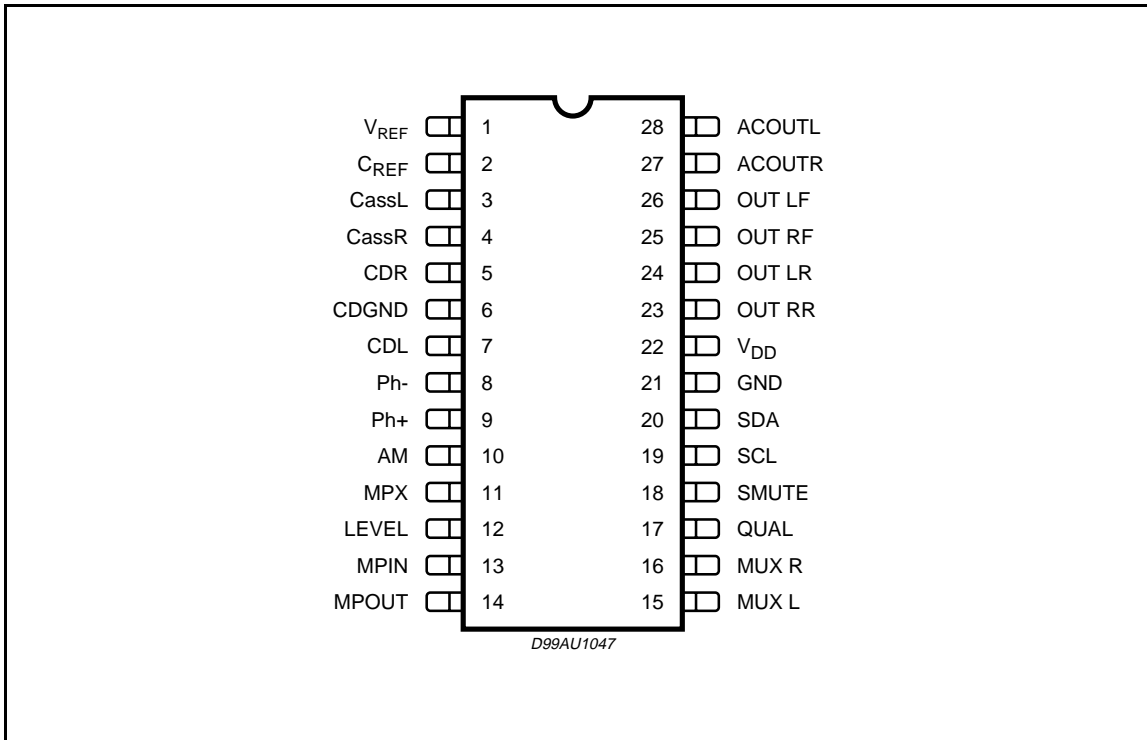 VREF 1 28 ACOUTL
CREF 2 27 ACOUTR
CassL 3 26 OUT LF
CassR 4 25 OUT RF
CDR 5 24 OUT LR
CDGND 6 23 OUT RR
CDL 7 22 VDD
Ph- 8 21 GND
Ph+ 9 20 SDA
AM 10 19 SCL
MPX 11 18 SMUTE
LEVEL 12 17 QUAL
MPIN 13 16 MUX R
MPOUT 14 15 MUX L
D99AU1047